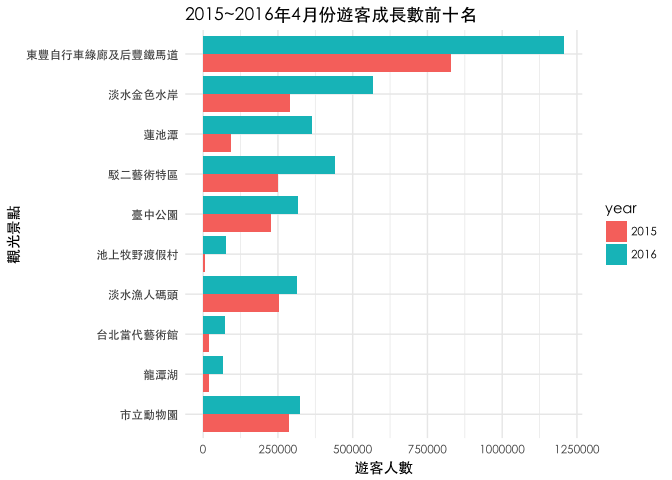 2015~2016年4月份遊客成長數前十名
東豐自行車綠廊及后豐鐵馬道
淡水金色水岸
蓮池潭
駁二藝術特區
臺中公園
池上牧野渡假村
淡水漁人碼頭
台北當代藝術館
龍潭湖
市立動物園
觀光景點
0 250000 500000 750000 1000000 1250000
遊客人數
year
2015
2016